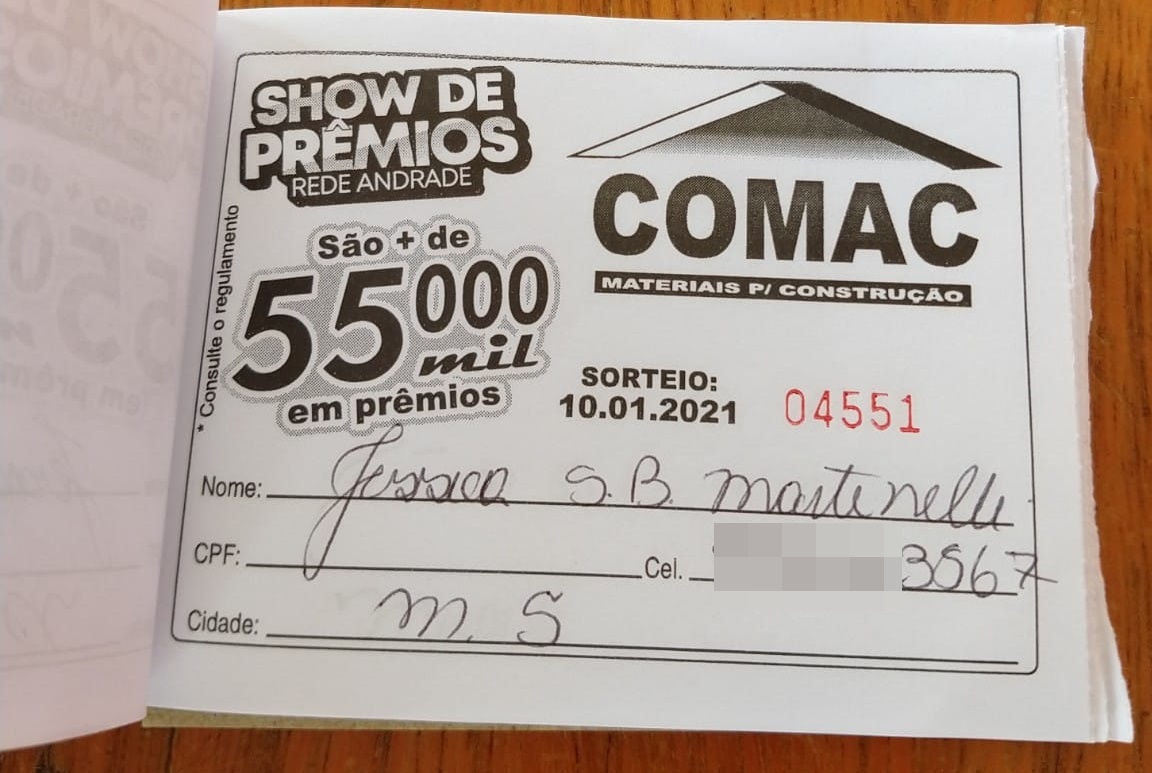 SHOW DE
PRÊMIOS
REDE ANDRADE
São + de
55000
mil
em prêmios
* Consulte o regulamento
COMAC
MATERIAIS P/ CONSTRUÇÃO
SORTEIO:
10.01.2021
04551
Nome: Jessica S.B. Martinelli
CPF: Cel. 3567
Cidade: M. S